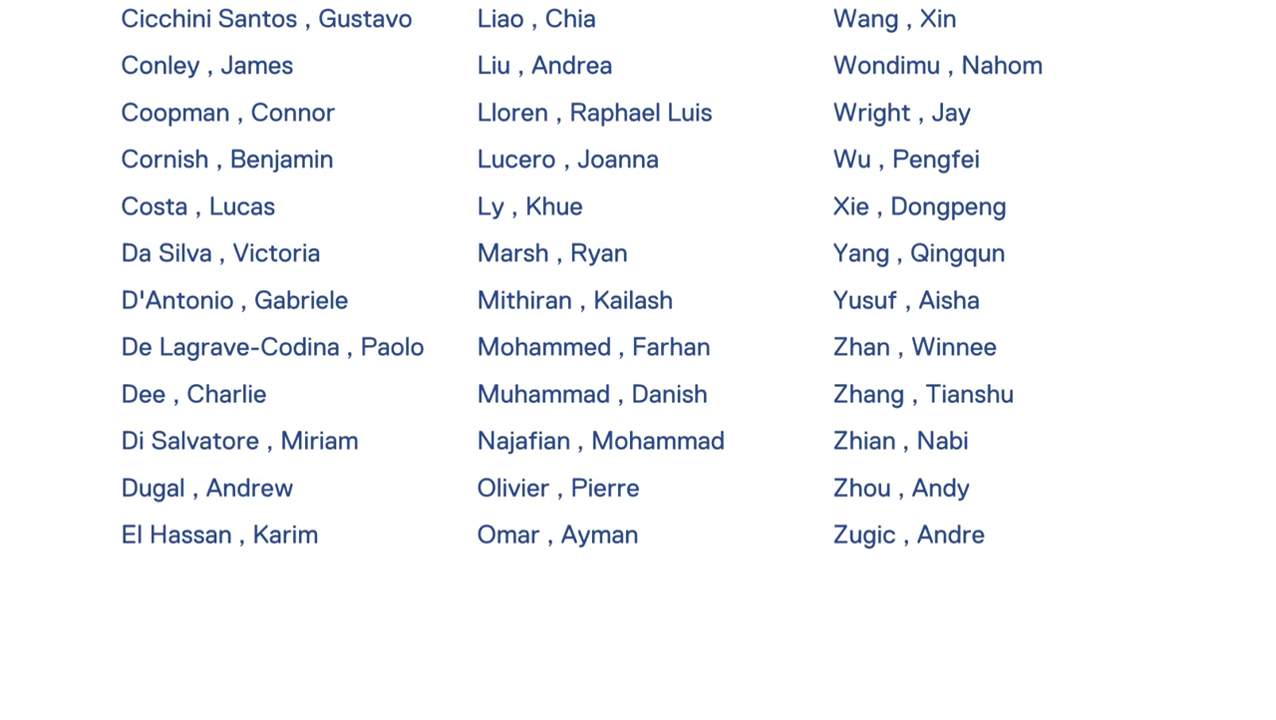 Cicchini Santos , Gustavo
Conley , James
Coopman , Connor
Cornish , Benjamin
Costa , Lucas
Da Silva , Victoria
D'Antonio , Gabriele
De Lagrave-Codina , Paolo
Dee , Charlie
Di Salvatore , Miriam
Dugal , Andrew
El Hassan , Karim
Liao , Chia
Liu , Andrea
Lloren , Raphael Luis
Lucero , Joanna
Ly , Khue
Marsh , Ryan
Mithiran , Kailash
Mohammed , Farhan
Muhammad , Danish
Najafian , Mohammad
Olivier , Pierre
Omar , Ayman
Wang , Xin
Wondimu , Nahom
Wright , Jay
Wu , Pengfei
Xie , Dongpeng
Yang , Qingqun
Yusuf , Aisha
Zhan , Winnee
Zhang , Tianshu
Zhian , Nabi
Zhou , Andy
Zugic , Andre